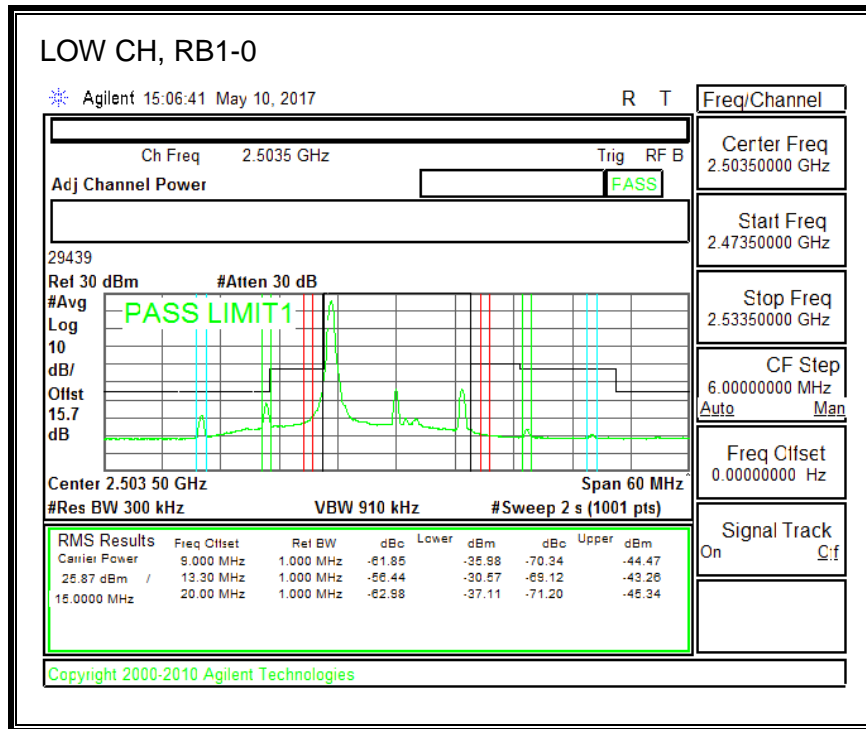 LOW CH, RB1-0
Agilent 15:06:41 May 10, 2017 R T
Freq/Channel
Ch Freq 2.5035 GHz Trig RF B
Adj Channel Power
PASS
Center Freq
2.50350000 GHz
Start Freq
2.47350000 GHz
Stop Freq
2.53350000 GHz
CF Step
6.00000000 MHz
Auto Man
Freq Offset
0.00000000 Hz
Signal Track
On Off
29439
Ref 30 dBm #Atten 30 dB
#Avg
Log
10
dB/
Offst
15.7
dB
PASS LIMIT1
Center 2.503 50 GHz Span 60 MHz
#Res BW 300 kHz VBW 910 kHz #Sweep 2 s (1001 pts)
RMS Results Freq Offset Ref BW dBc Lower dBm dBc Upper dBm
Carrier Power 9.000 MHz 1.000 MHz -61.85 -35.98 -70.34 -44.47
25.87 dBm / 13.30 MHz 1.000 MHz -56.44 -30.57 -69.12 -43.26
15.0000 MHz 20.00 MHz 1.000 MHz -62.98 -37.11 -71.20 -45.34
Copyright 2000-2010 Agilent Technologies